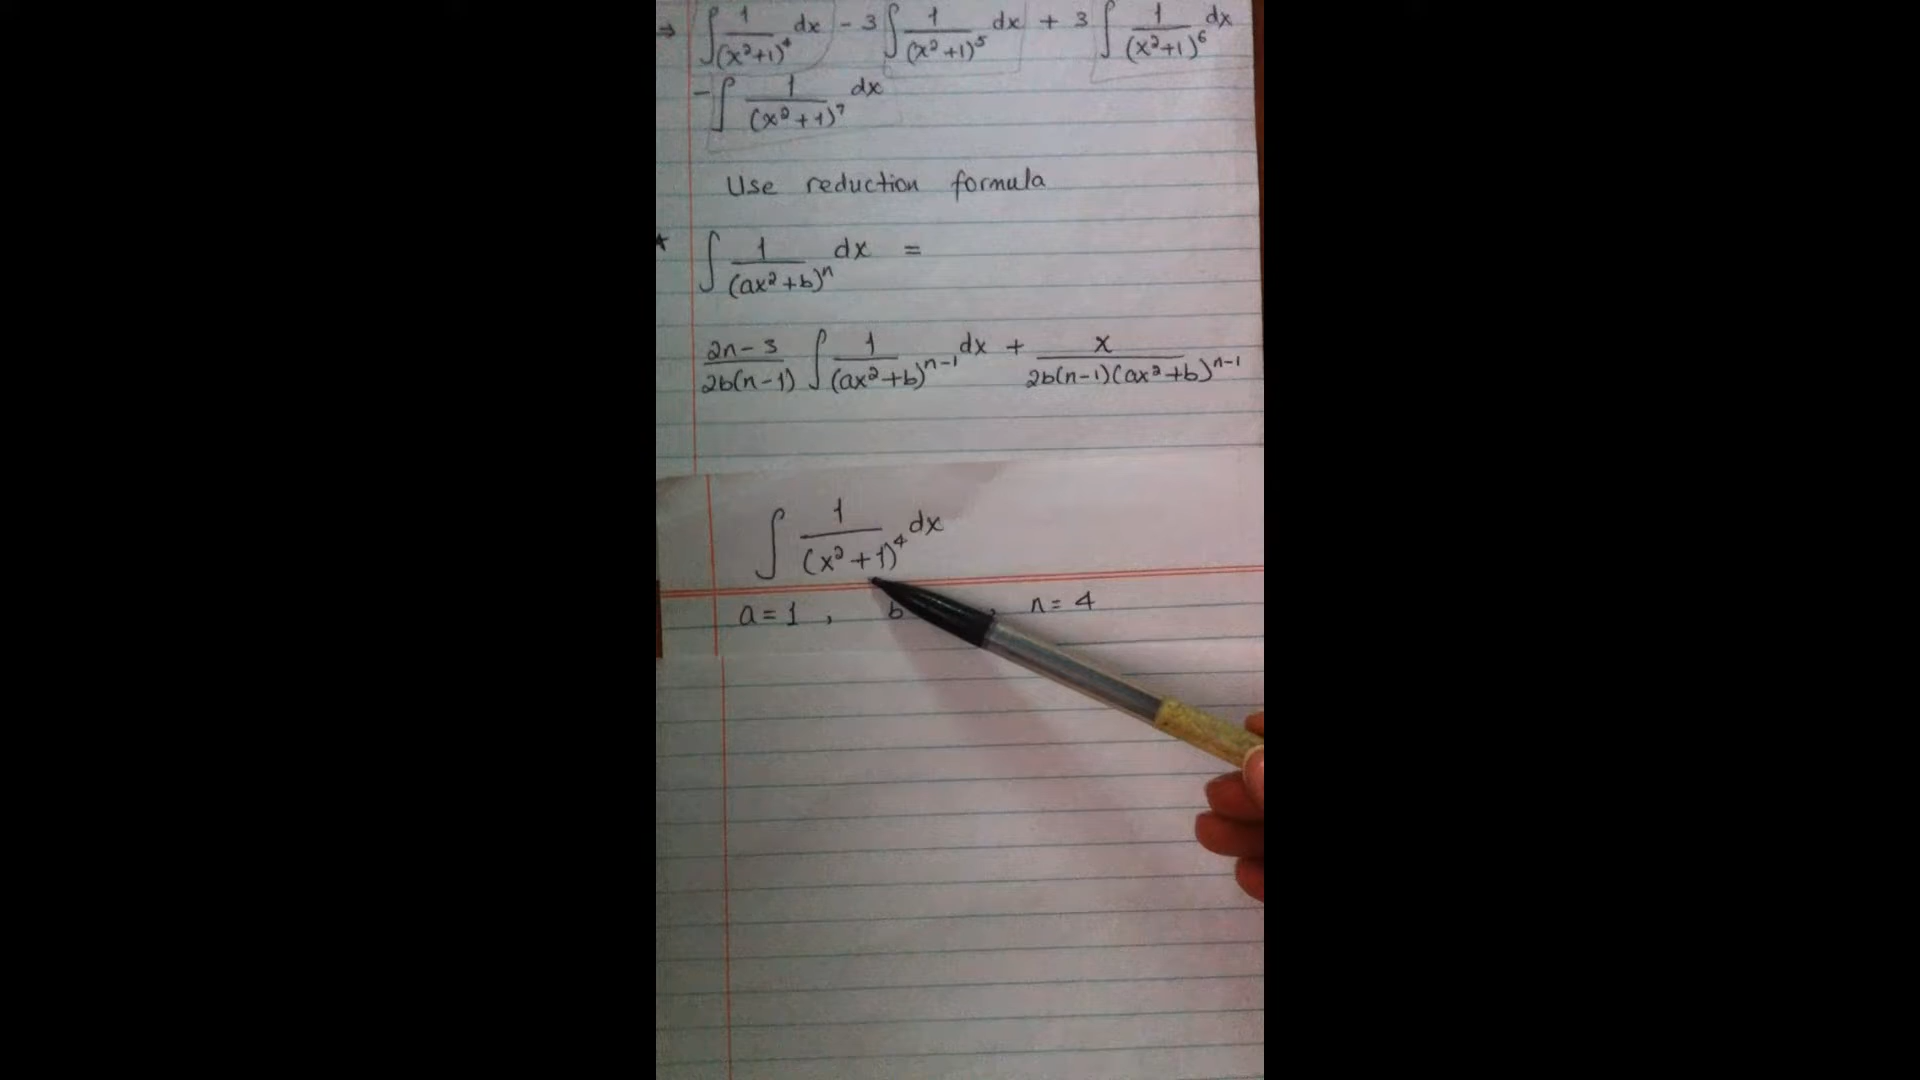 ⇒ ∫ 1/(x²+1)⁴ dx - 3 ∫ 1/(x²+1)⁵ dx + 3 ∫ 1/(x²+1)⁶ dx
- ∫ 1/(x²+1)⁷ dx
Use reduction formula
★ ∫ 1/(ax²+b)ⁿ dx =
2n-3/2b(n-1) ∫ 1/(ax²+b)ⁿ⁻¹ dx + x/2b(n-1)(ax²+b)ⁿ⁻¹
∫ 1/(x²+1)⁴ dx
a = 1 , b , n = 4